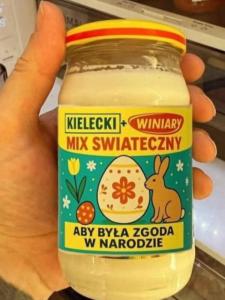 KIELECKI + WINIARY
MIX SWIATECZNY
ABY BYŁA ZGODA
W NARODZIE